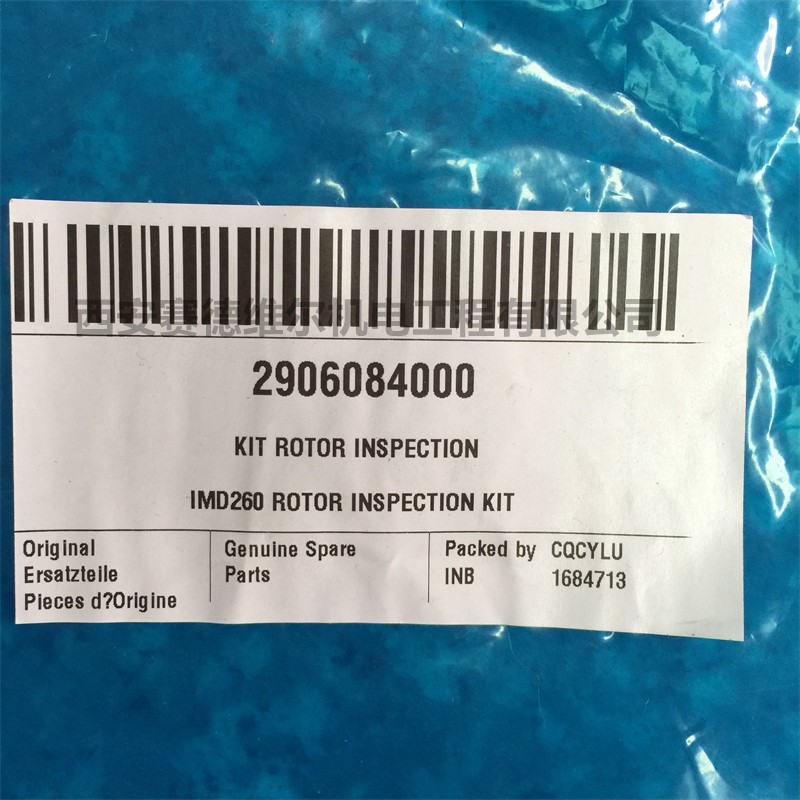 西安赛德维尔机电工程有限公司
2906084000
KIT ROTOR INSPECTION
IMD260 ROTOR INSPECTION KIT
Original
Ersatzteile
Pieces d?Origine
Genuine Spare
Parts
Packed by CQCYLU
INB 1684713